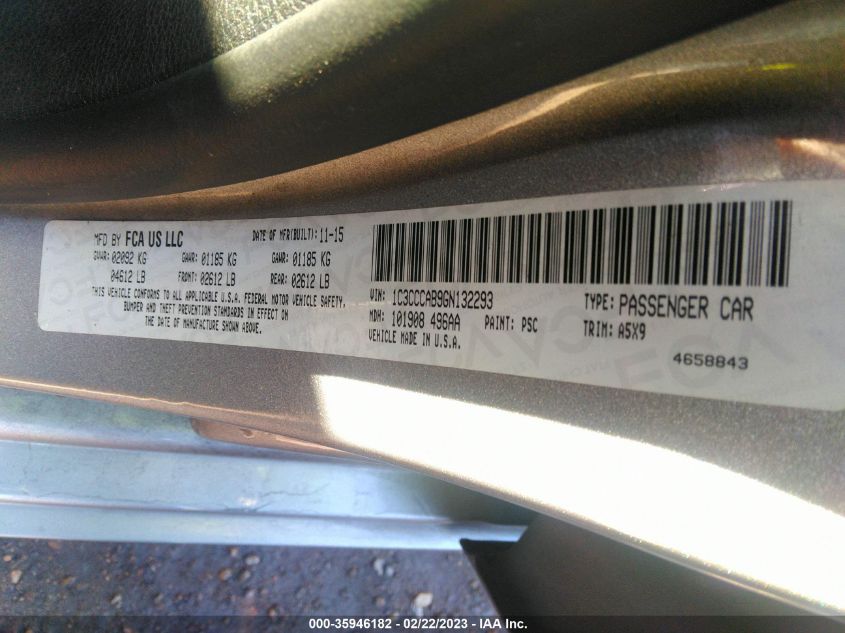 MFD BY FCA US LLC
DATE OF MFR(BUILT): 11-15
GVWR: 02092 KG GAWR: 01185 KG GAWR: 01185 KG
04612 LB FRONT: 02612 LB REAR: 02612 LB
THIS VEHICLE CONFORMS TO ALL APPLICABLE U.S.A. FEDERAL MOTOR VEHICLE SAFETY,
BUMPER AND THEFT PREVENTION STANDARDS IN EFFECT ON
THE DATE OF MANUFACTURE SHOWN ABOVE.
VIN: 1C3CCCAB9GN132293 TYPE: PASSENGER CAR
MDH: 101908 496AA PAINT: PSC TRIM: A5X9
VEHICLE MADE IN U.S.A.
4658843
000-35946182 - 02/22/2023 - IAA Inc.